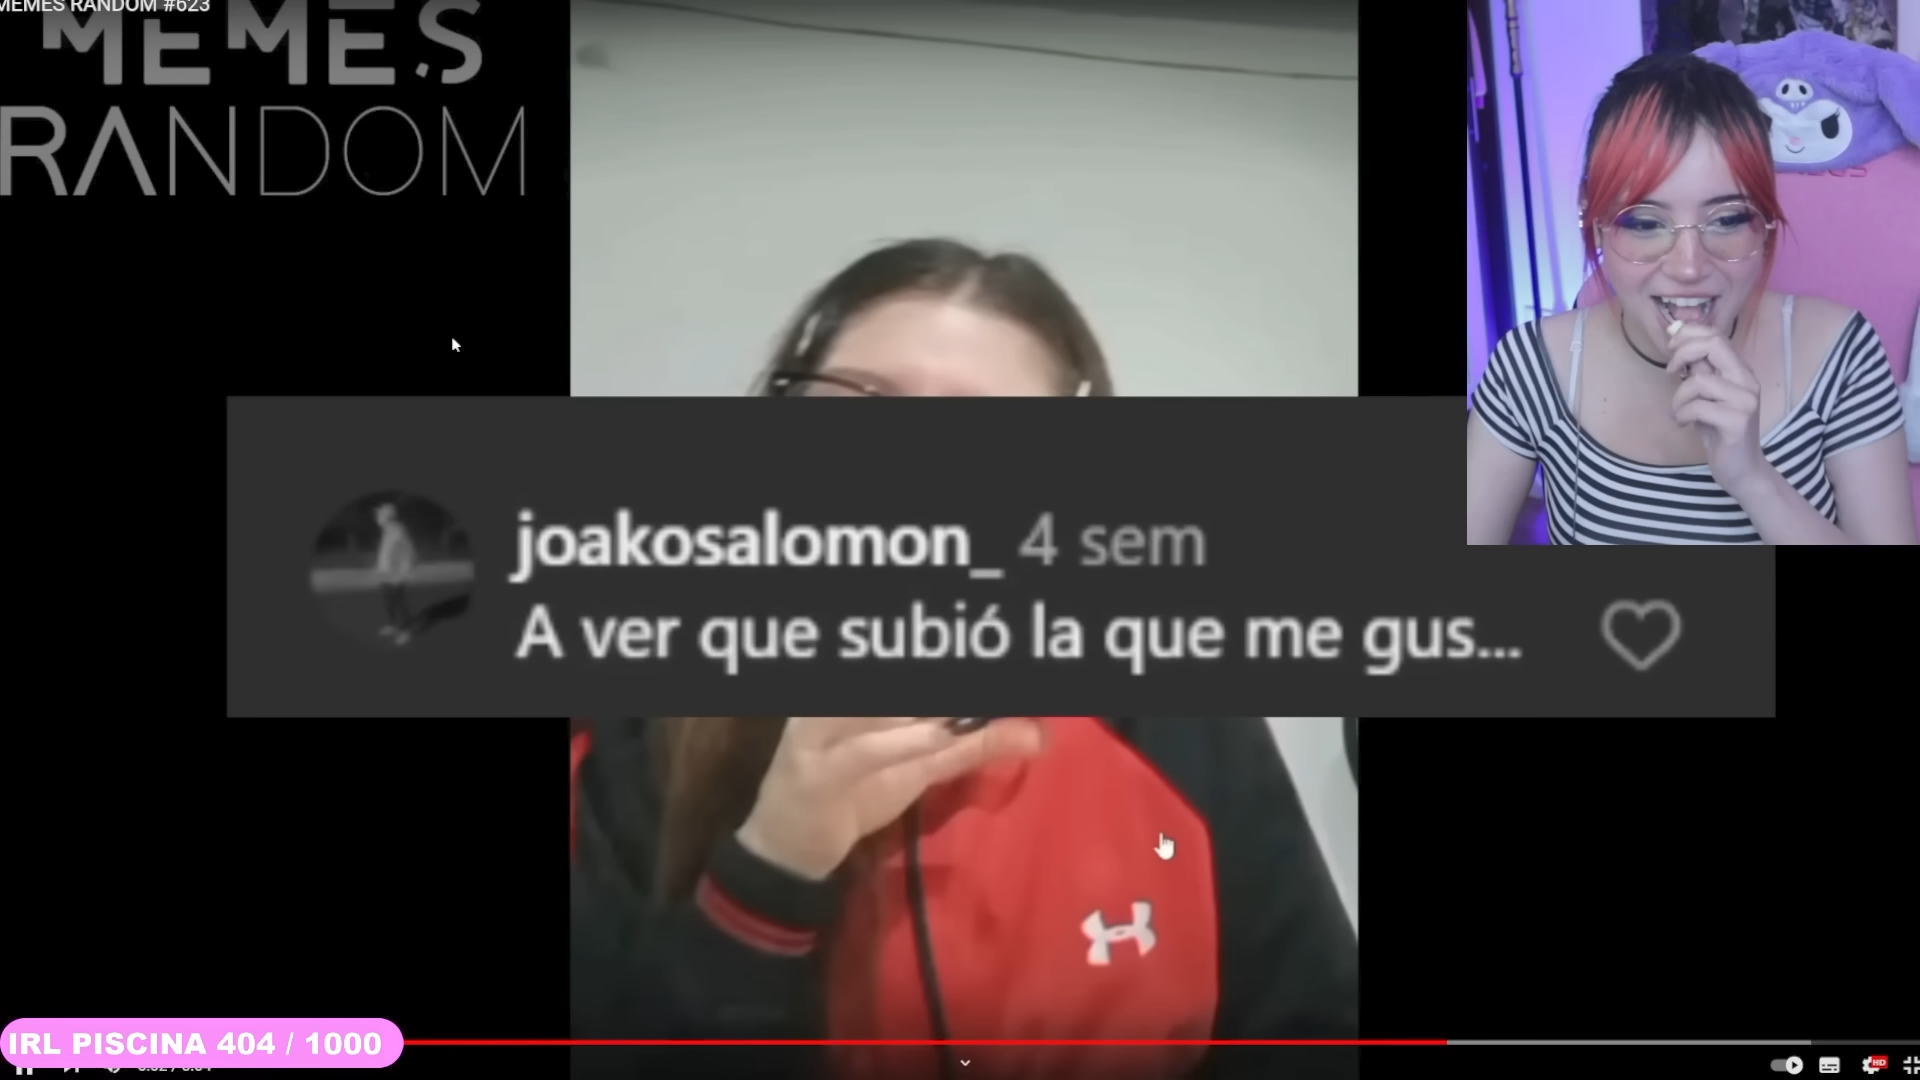 MEMES RANDOM #623
MEMES
RANDOM
joakosalomon_ 4 sem
A ver que subió la que me gus...
IRL PISCINA 404 / 1000
HD